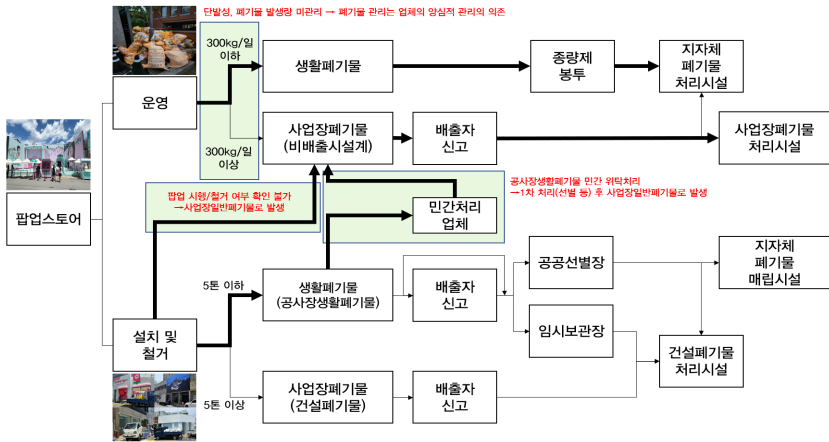 단발성, 폐기물 발생량 미관리 → 폐기물 관리는 업체의 양심적 관리의 의존
300kg/일
이하
생활폐기물
종량제
봉투
지자체
폐기물
처리시설
운영
300kg/일
이상
사업장폐기물
(비배출시설계)
배출자
신고
사업장폐기물
처리시설
팝업 시행/철거 여부 확인 불가
→사업장일반폐기물로 발생
공사장생활폐기물 민간 위탁처리
→1차 처리(선별 등) 후 사업장일반폐기물로 발생
민간처리
업체
팝업스토어
5톤 이하
생활폐기물
(공사장생활폐기물)
배출자
신고
공공선별장
지자체
폐기물
매립시설
설치 및
철거
임시보관장
건설폐기물
처리시설
5톤 이상
사업장폐기물
(건설폐기물)
배출자
신고